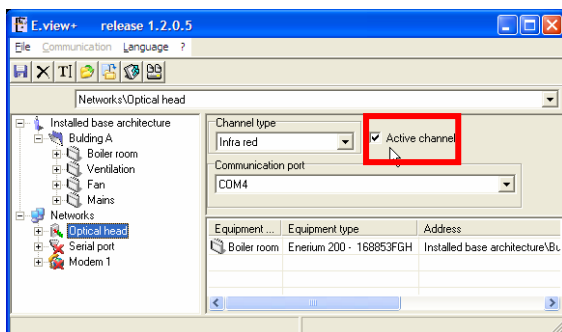 E.view+ release 1.2.0.5
File Communication Language ?
TI
Networks\Optical head
Installed base architecture
Bulding A
Boiler room
Ventilation
Fan
Mains
Networks
Optical head
Serial port
Modem 1
Channel type
Infra red
Active channel
Communication port
COM4
Equipment ... Equipment type Address
Boiler room Enerium 200 - 168853FGH Installed base architecture\Bu